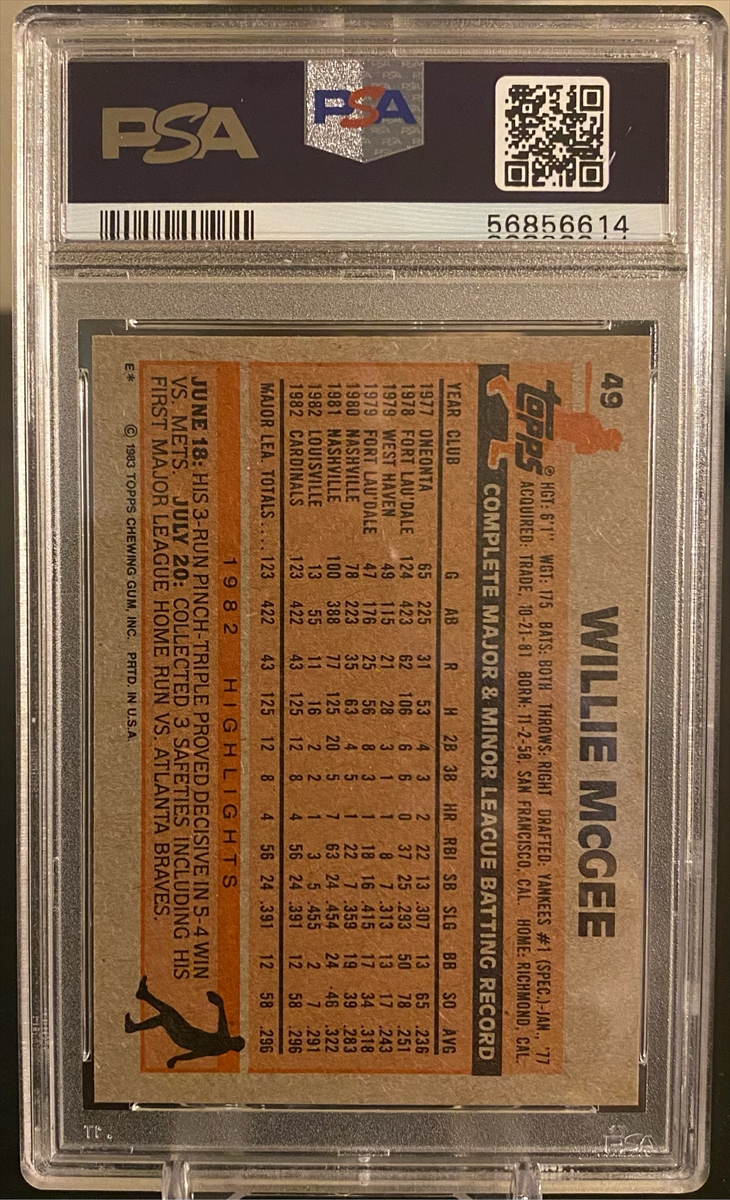 PSA
PSA
56856614
49
WILLIE McGEE
topps®
HGT: 6'1" WGT: 175 BATS: BOTH THROWS: RIGHT DRAFTED: YANKEES #1 (SPEC.)-JAN., '77
ACQUIRED: TRADE, 10-21-81 BORN: 11-2-58, SAN FRANCISCO, CAL. HOME: RICHMOND, CAL.
COMPLETE MAJOR & MINOR LEAGUE BATTING RECORD
YEAR CLUB G AB R H 2B 3B HR RBI SB SLG BB SO AVG
1977 ONEONTA 65 225 31 53 4 3 2 22 13 .307 13 65 .236
1978 FORT LAU'DALE 124 423 62 106 6 6 0 37 25 .293 50 78 .251
1979 WEST HAVEN 49 115 21 28 3 1 1 8 7 .313 13 17 .243
1979 FORT LAU'DALE 47 176 25 56 8 3 1 18 16 .415 17 34 .318
1980 NASHVILLE 78 223 35 63 4 5 1 22 7 .359 19 39 .283
1981 NASHVILLE 100 388 77 125 20 5 7 63 24 .454 24 46 .322
1982 LOUISVILLE 13 55 11 16 2 2 1 3 5 .455 2 7 .291
1982 CARDINALS 123 422 43 125 12 8 4 56 24 .391 12 58 .296
MAJOR LEA. TOTALS.... 123 422 43 125 12 8 4 56 24 .391 12 58 .296
1982 HIGHLIGHTS
JUNE 18: HIS 3-RUN PINCH-TRIPLE PROVED DECISIVE IN 5-4 WIN
VS. METS. JULY 20: COLLECTED 3 SAFETIES INCLUDING HIS
FIRST MAJOR LEAGUE HOME RUN VS. ATLANTA BRAVES.
E* © 1983 TOPPS CHEWING GUM, INC. PRTD. IN U.S.A.
PSA